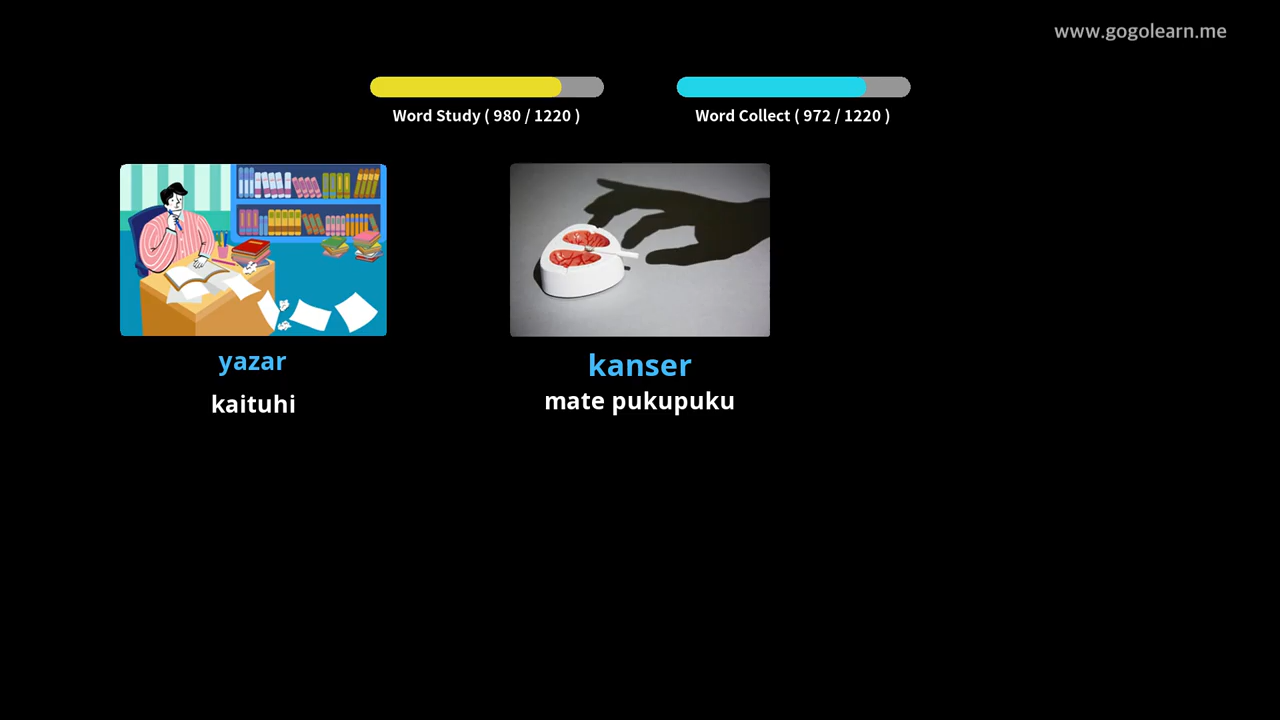 www.gogolearn.me
Word Study ( 980 / 1220 )
Word Collect ( 972 / 1220 )
yazar
kaituhi
kanser
mate pukupuku